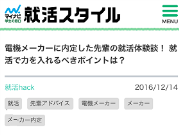 マイナビ
学生の窓口
就活スタイル
MENU
電機メーカーに内定した先輩の就活体験談！ 就
活で力を入れるべきポイントは？
就活hack
2016/12/14
就活
先輩アドバイス
電機メーカー
メーカー
メーカー内定